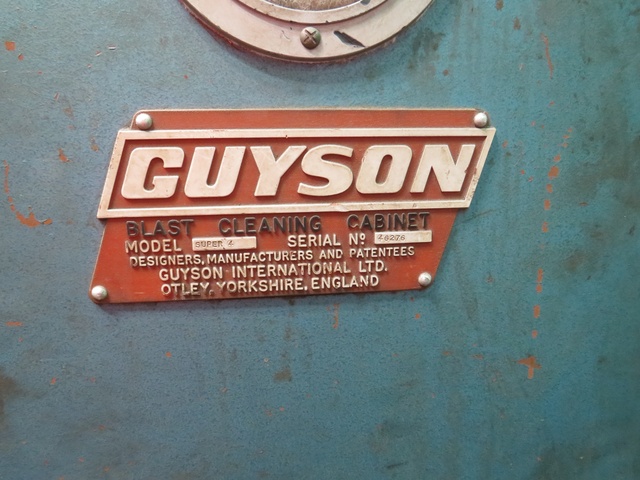 GUYSON
BLAST CLEANING CABINET
MODEL SUPER 4 SERIAL Nº 48276
DESIGNERS, MANUFACTURERS AND PATENTEES
GUYSON INTERNATIONAL LTD.
OTLEY, YORKSHIRE, ENGLAND